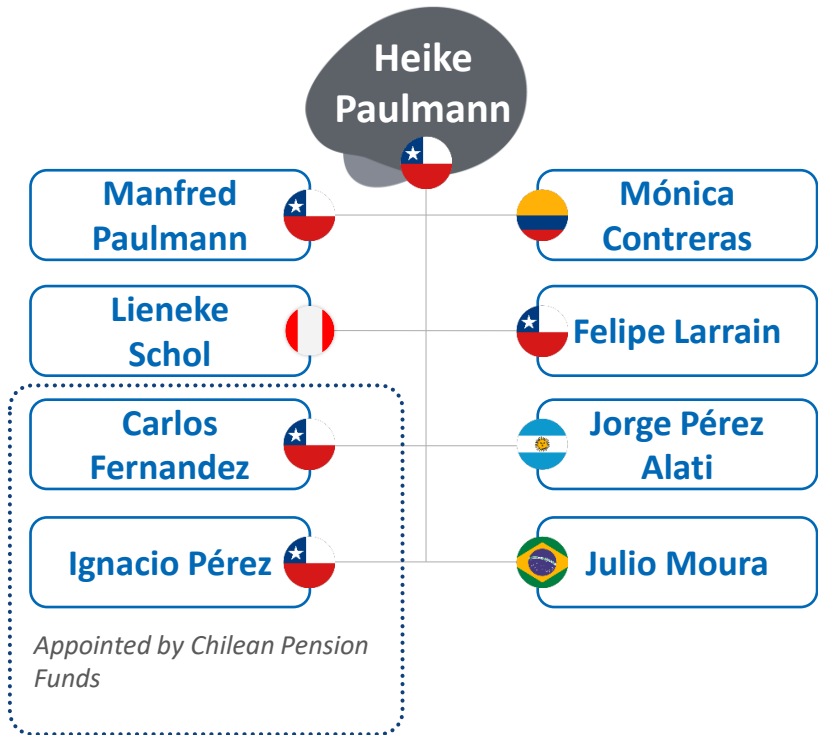 Heike
Paulmann
Manfred
Paulmann
Mónica
Contreras
Lieneke
Schol
Felipe Larrain
Carlos
Fernandez
Jorge Pérez
Alati
Ignacio Pérez
Julio Moura
Appointed by Chilean Pension
Funds